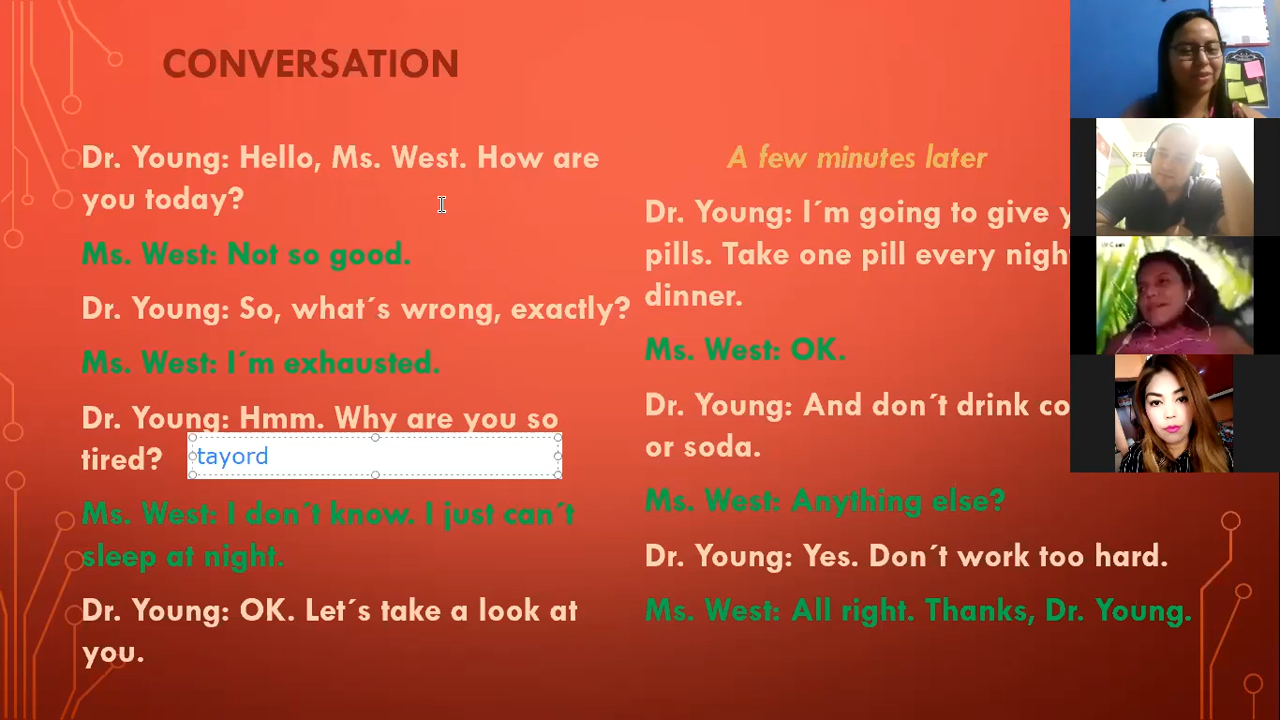 CONVERSATION
Dr. Young: Hello, Ms. West. How are
you today?
Ms. West: Not so good.
Dr. Young: So, what´s wrong, exactly?
Ms. West: I´m exhausted.
Dr. Young: Hmm. Why are you so
tired?
tayord
Ms. West: I don´t know. I just can´t
sleep at night.
Dr. Young: OK. Let´s take a look at
you.
A few minutes later
Dr. Young: I´m going to give
pills. Take one pill every
dinner.
Ms. West: OK.
Dr. Young: And don´t drink
or soda.
Ms. West: Anything else?
Dr. Young: Yes. Don´t work too hard.
Ms. West: All right. Thanks, Dr. Young.